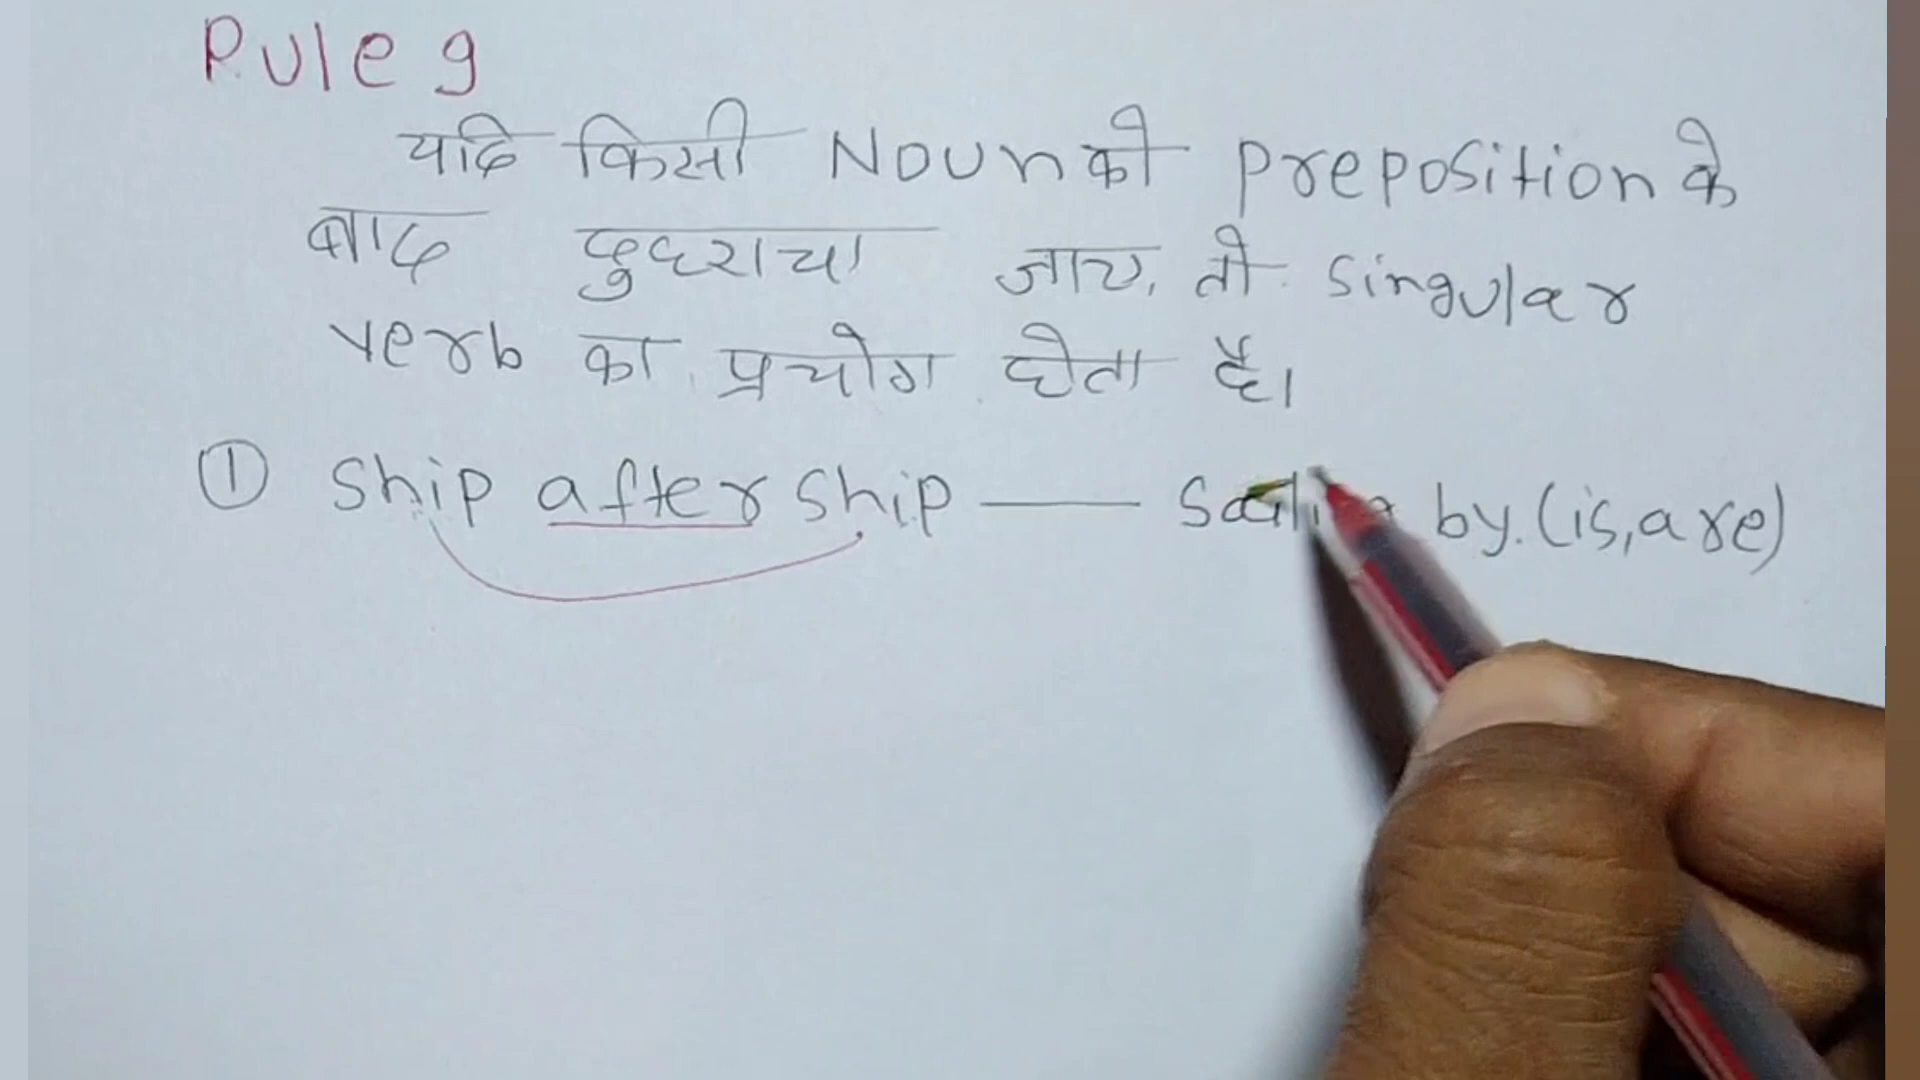 Rule 9
यदि किसी Noun को preposition के
बाद दुहराया जाय, तो singular
verb का प्रयोग होता है।
① Ship after ship —— by. (is, are)